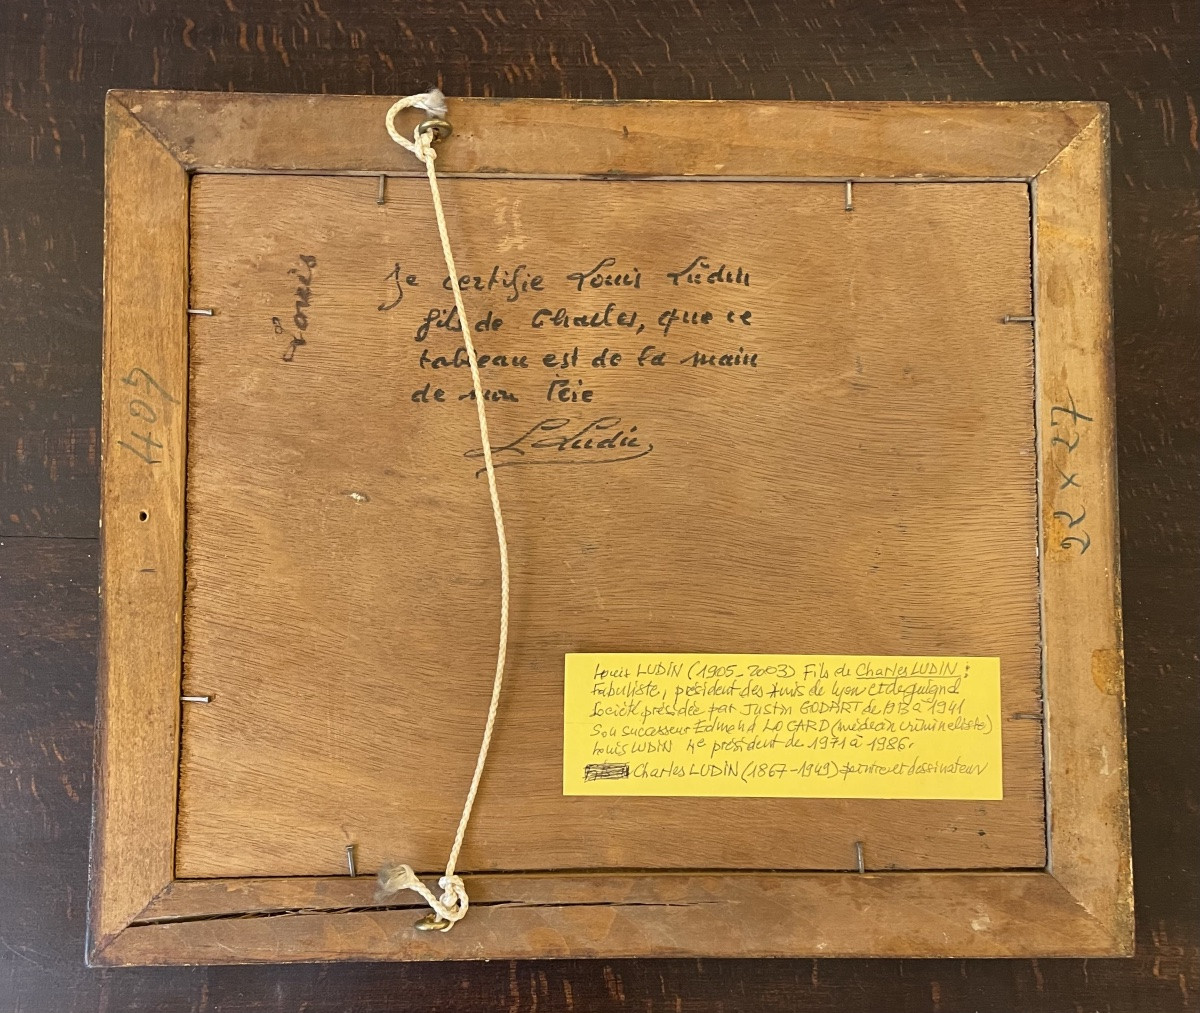 Louis
Je certifie Louis Ludin
fils de Charles, que ce
tableau est de la main
de mon Père
L Ludin
407
22 x 27
Louis LUDIN (1905-2003) Fils de Charles LUDIN :
Fabuliste, président des Amis de Lyon et de guignol
Société présidée par JUSTIN GODART de 1913 à 1941
Son successeur Edmond LOCARD (médecin criminaliste)
Louis LUDIN 4e président de 1971 à 1986.
Charles LUDIN (1867-1949) peintre et dessinateur